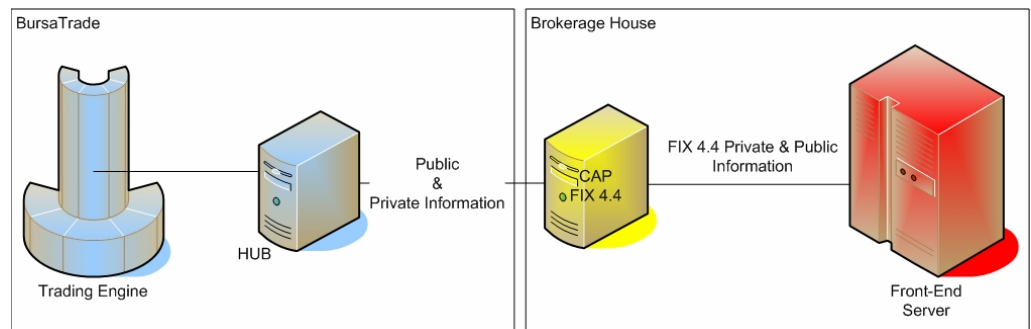 BursaTrade
Trading Engine
HUB
Public
&
Private Information
Brokerage House
CAP
FIX 4.4
FIX 4.4 Private & Public
Information
Front-End
Server